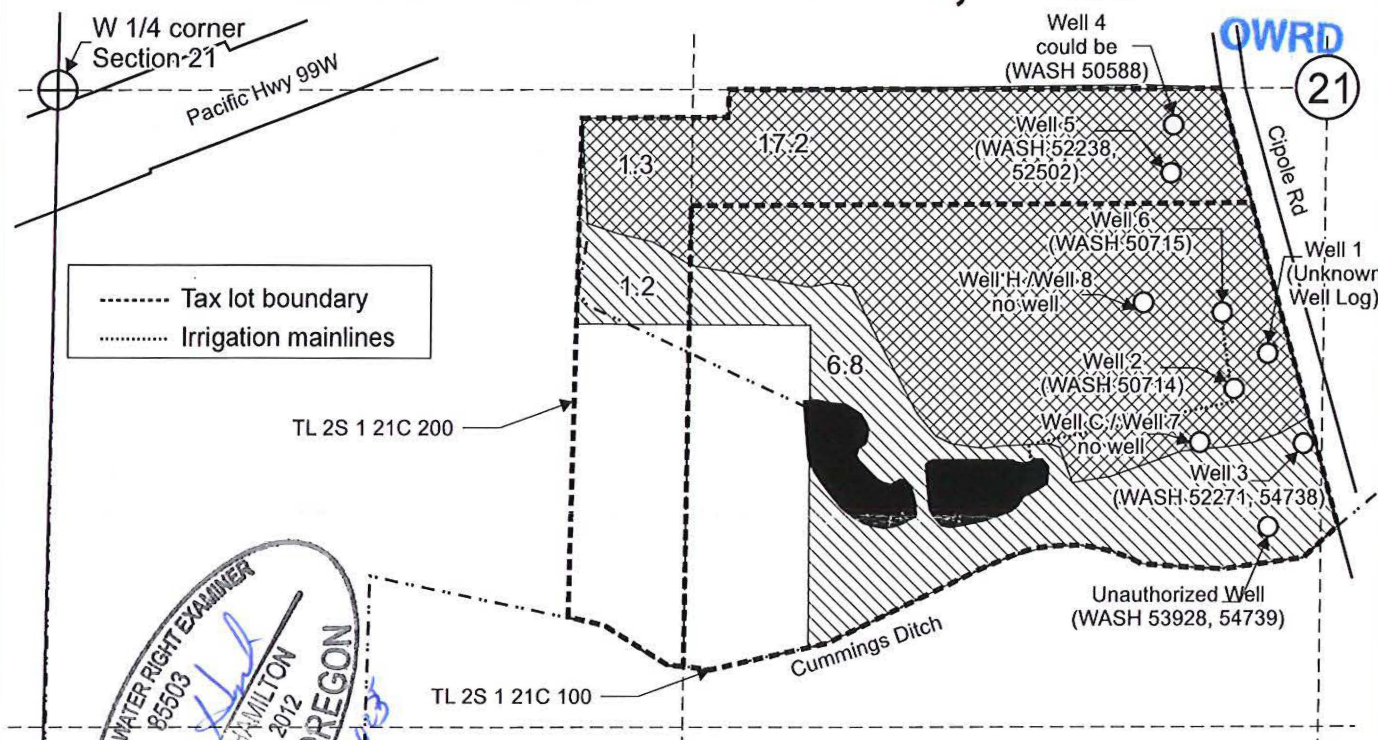 W 1/4 corner
Section 21
Pacific Hwy 99W
Well 4
could be
(WASH 50588)
OWRD
21
Cipole Rd
Well 5
(WASH 52238,
52502)
1.3
17.2
Well 6
(WASH 50715)
Well 1
(Unknown
Well Log)
Well H / Well 8
no well
1.2
Tax lot boundary
Irrigation mainlines
6.8
Well 2
(WASH 50714)
TL 2S 1 21C 200
Well C / Well 7
no well
Well 3
(WASH 52271, 54738)
Unauthorized Well
(WASH 53928, 54739)
Cummings Ditch
TL 2S 1 21C 100
WATER RIGHT EXAMINER
85503
HAMILTON
2012
OREGON